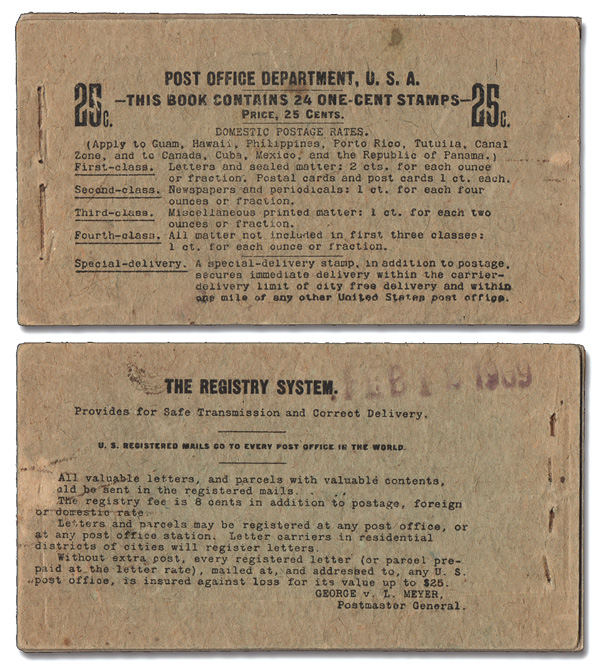 POST OFFICE DEPARTMENT, U. S. A.
25c. —THIS BOOK CONTAINS 24 ONE-CENT STAMPS— 25c.
PRICE, 25 CENTS.
DOMESTIC POSTAGE RATES.
(Apply to Guam, Hawaii, Philippines, Porto Rico, Tutuila, Canal
Zone, and to Canada, Cuba, Mexico, and the Republic of Panama.)
First-class. Letters and sealed matter: 2 cts. for each ounce
or fraction. Postal cards and post cards 1 ct. each.
Second-class. Newspapers and periodicals: 1 ct. for each four
ounces or fraction.
Third-class. Miscellaneous printed matter: 1 ct. for each two
ounces or fraction.
Fourth-class. All matter not included in first three classes:
1 ct. for each ounce or fraction.
Special-delivery. A special-delivery stamp, in addition to postage,
secures immediate delivery within the carrier-
delivery limit of city free delivery and within
one mile of any other United States post office.
THE REGISTRY SYSTEM.
FEB 1909
Provides for Safe Transmission and Correct Delivery.
U. S. REGISTERED MAILS GO TO EVERY POST OFFICE IN THE WORLD.
All valuable letters, and parcels with valuable contents,
uld be sent in the registered mails.
The registry fee is 8 cents in addition to postage, foreign
or domestic rate.
Letters and parcels may be registered at any post office, or
at any post office station. Letter carriers in residential
districts of cities will register letters.
Without extra cost, every registered letter (or parcel pre-
paid at the letter rate), mailed at, and addressed to, any U. S.
post office, is insured against loss for its value up to $25.
GEORGE v. L. MEYER,
Postmaster General.